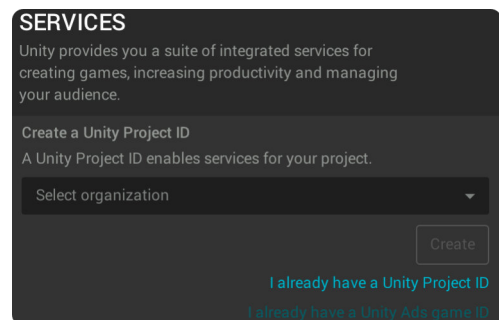 SERVICES
Unity provides you a suite of integrated services for
creating games, increasing productivity and managing
your audience.
Create a Unity Project ID
A Unity Project ID enables services for your project.
Select organization
Create
I already have a Unity Project ID
I already have a Unity Ads game ID